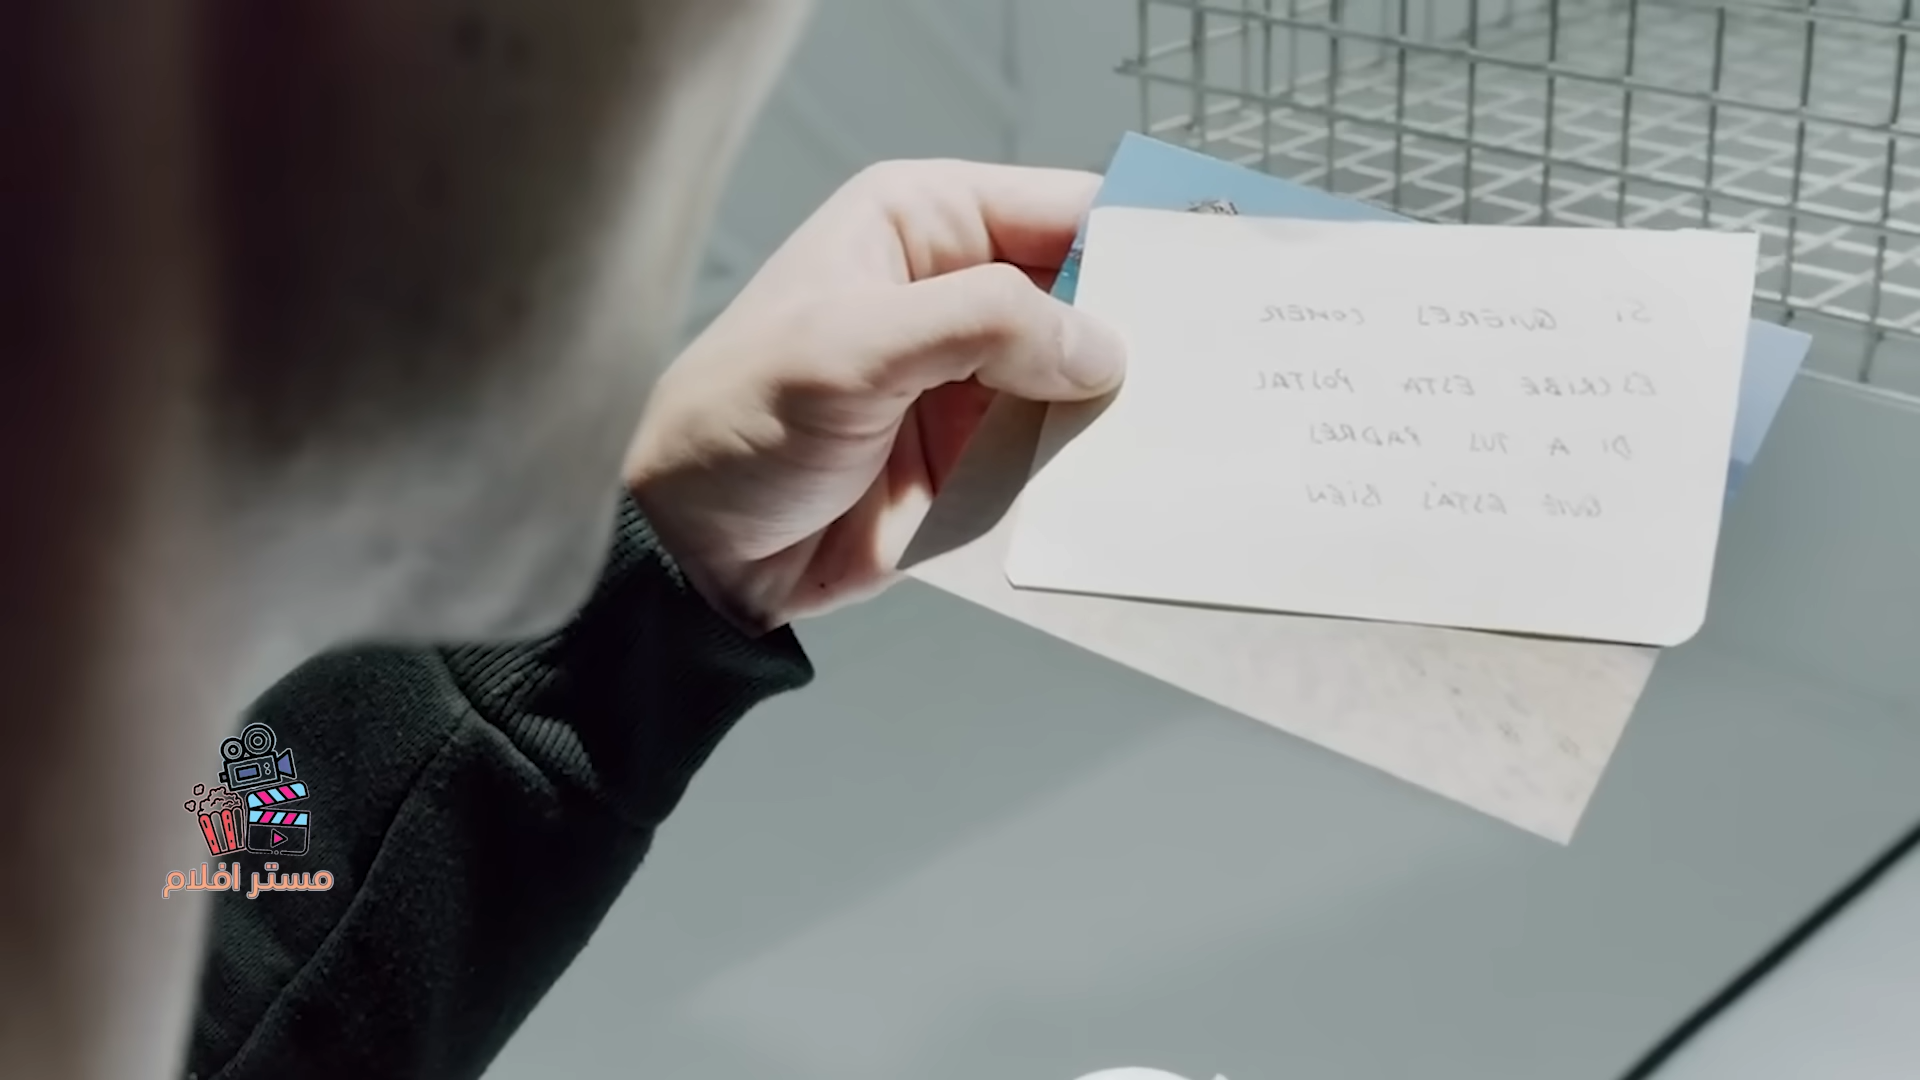 SI QUIERES COMER
ESCRIBE ESTA POSTAL
DI A TUS PADRES
QUE ESTÁS BIEN
مستر افلام